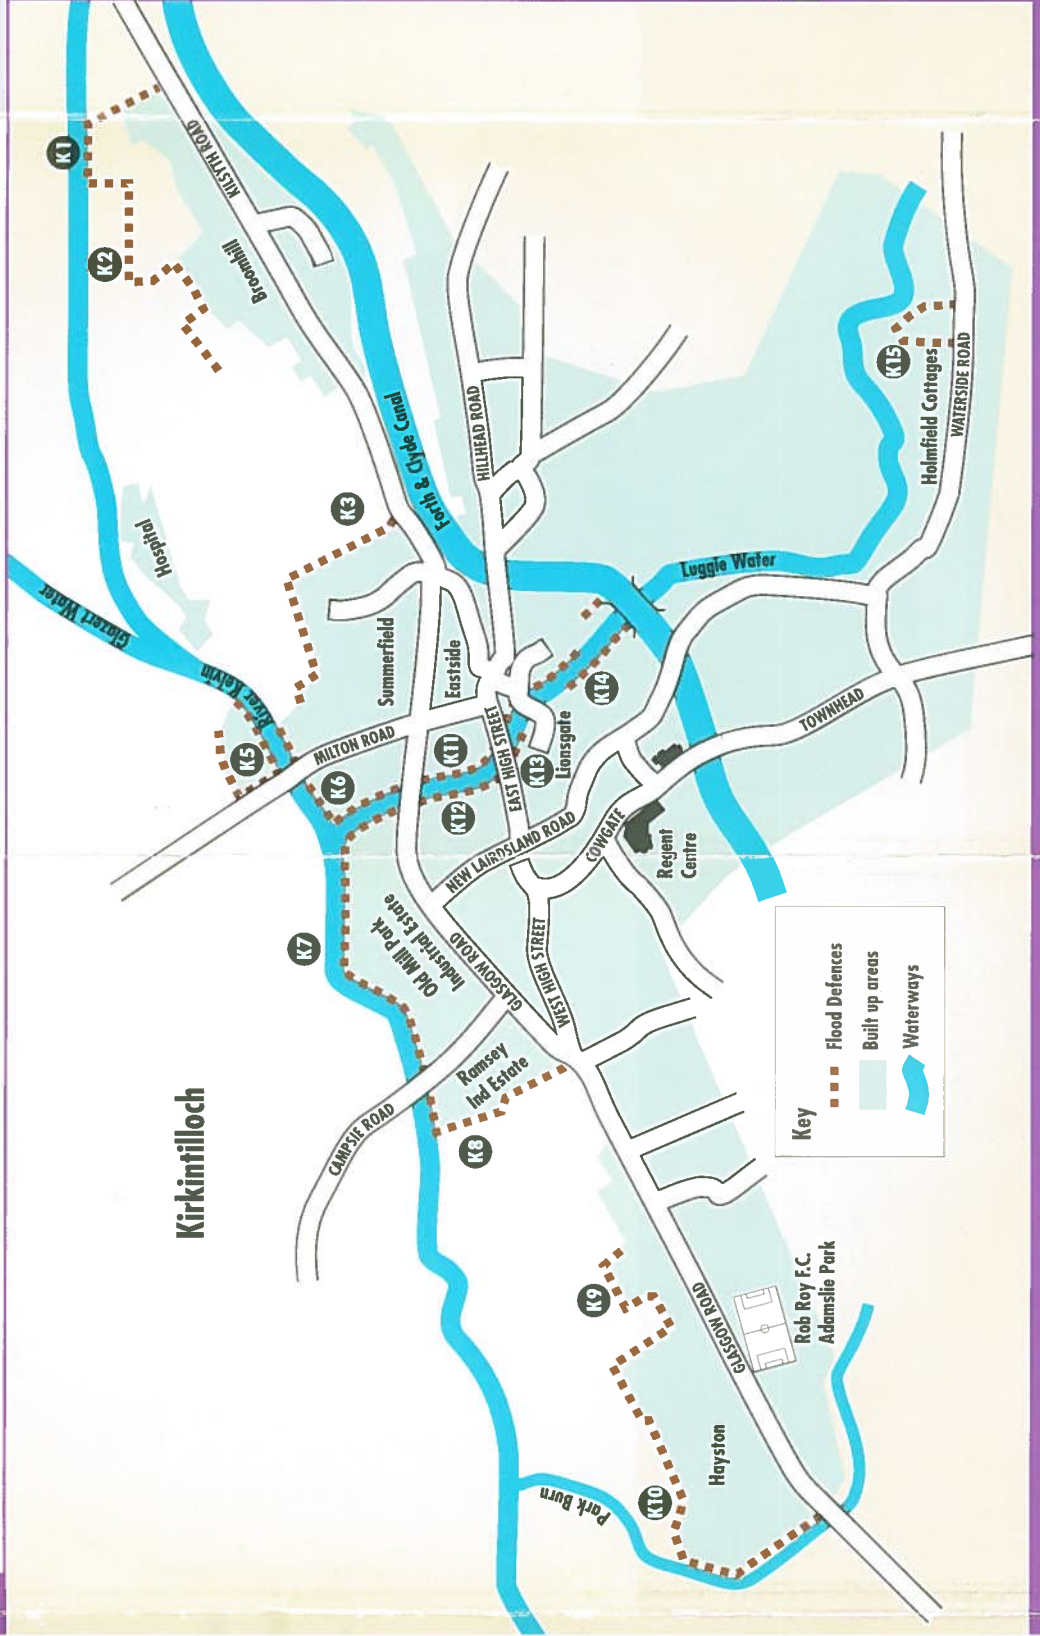 Kirkintilloch
K1
K2
K3
K5
K6
K7
K8
K9
K10
K11
K12
K13
K14
K15
KILSYTH ROAD
Broomhill
Forth & Clyde Canal
HILLHEAD ROAD
Hospital
Glazert Water
River Kelvin
Summerfield
Eastside
MILTON ROAD
EAST HIGH STREET
Lionsgate
Luggie Water
Holmfield Cottages
WATERSIDE ROAD
TOWNHEAD
NEW LAIRDSLAND ROAD
COWGATE
Regent
Centre
Old Mill Park
Industrial Estate
GLASGOW ROAD
WEST HIGH STREET
CAMPSIE ROAD
Ramsey
Ind Estate
GLASGOW ROAD
Rob Roy F.C.
Adamslie Park
Hayston
Park Burn
Key
Flood Defences
Built up areas
Waterways